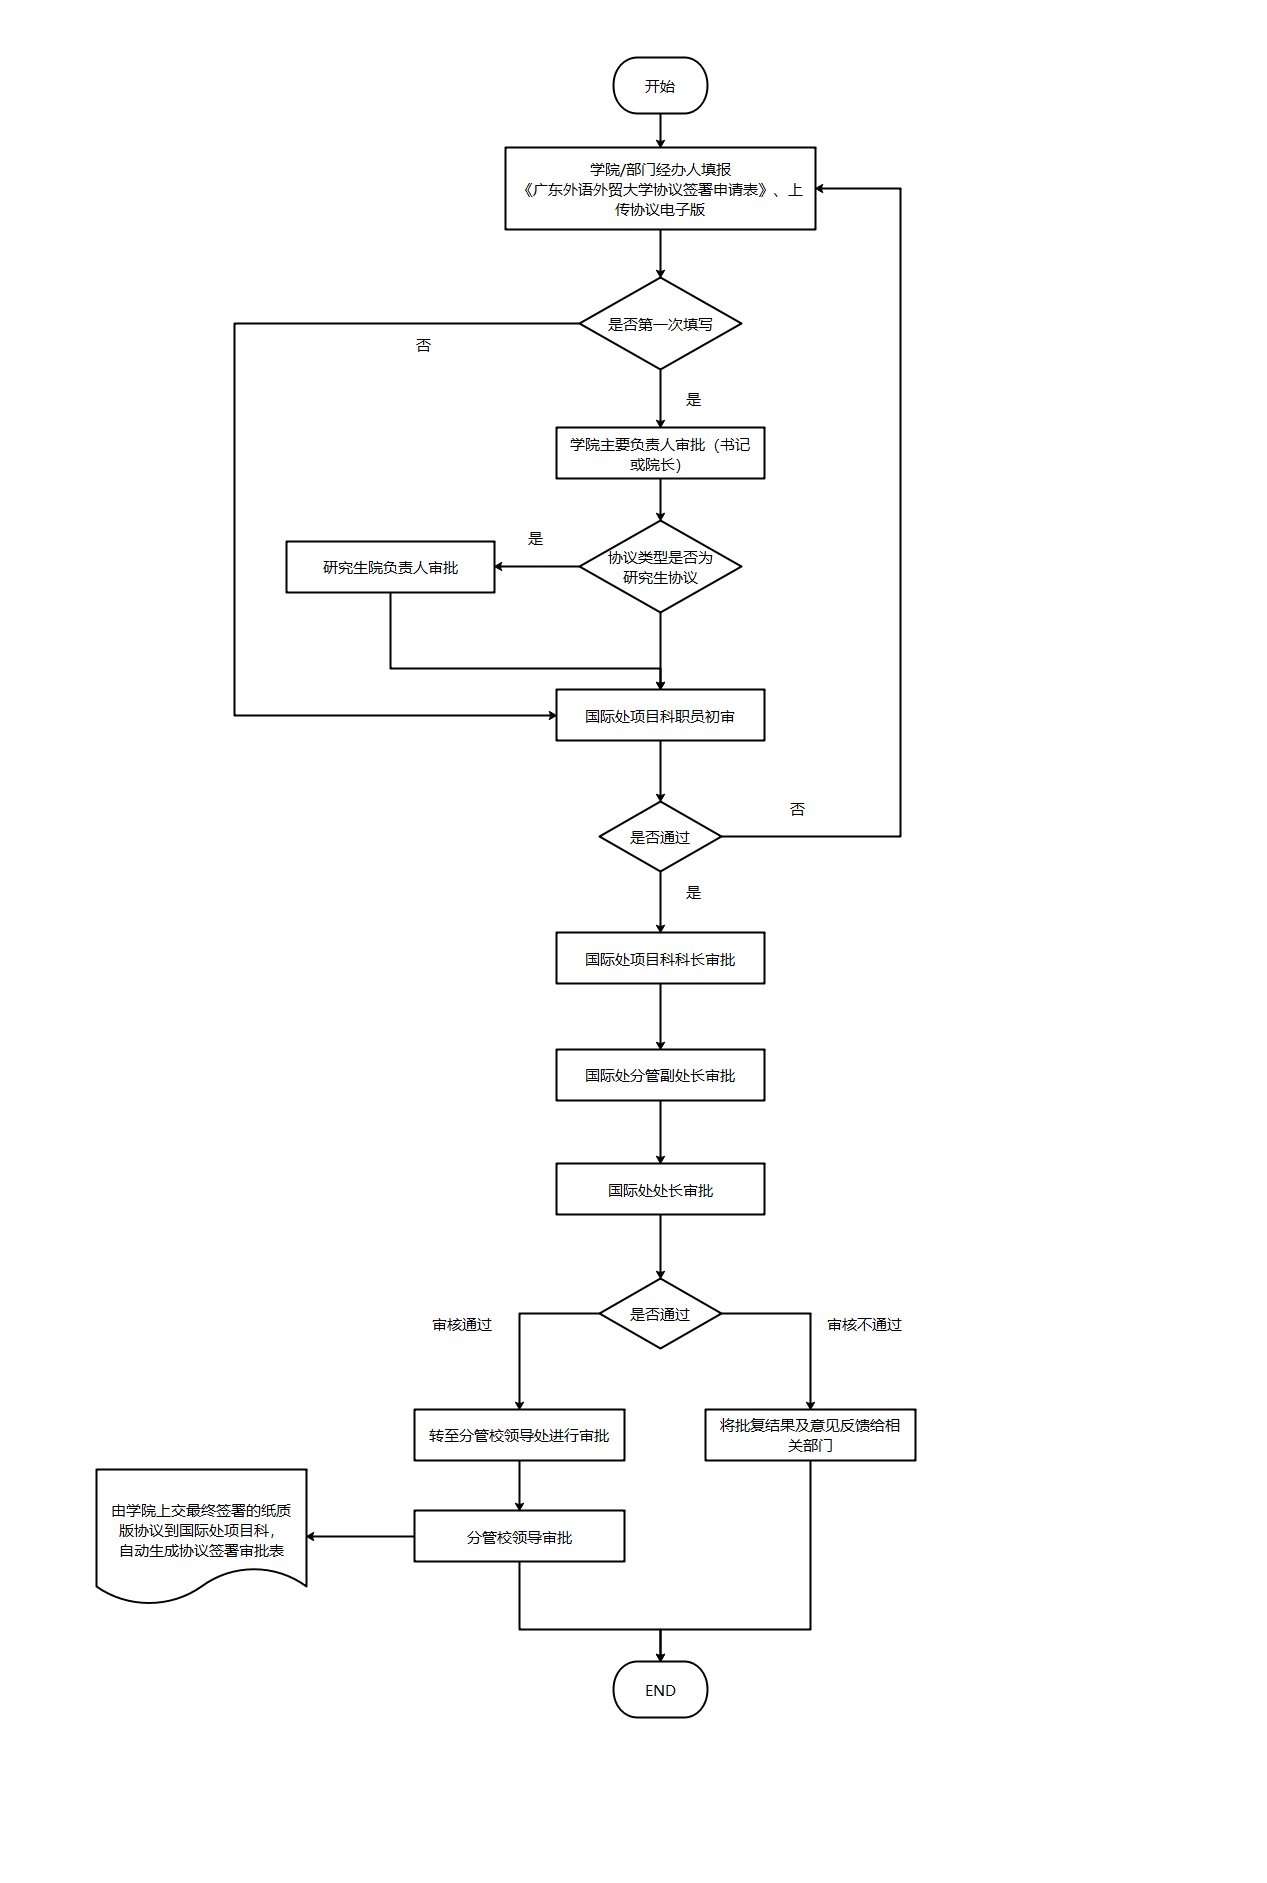 开始
学院/部门经办人填报
《广东外语外贸大学协议签署申请表》、上
传协议电子版
是否第一次填写
否
是
学院主要负责人审批（书记
或院长）
是
协议类型是否为
研究生协议
研究生院负责人审批
国际处项目科职员初审
否
是否通过
是
国际处项目科科长审批
国际处分管副处长审批
国际处处长审批
是否通过
审核通过
审核不通过
转至分管校领导处进行审批
将批复结果及意见反馈给相
关部门
由学院上交最终签署的纸质
版协议到国际处项目科，
自动生成协议签署审批表
分管校领导审批
END